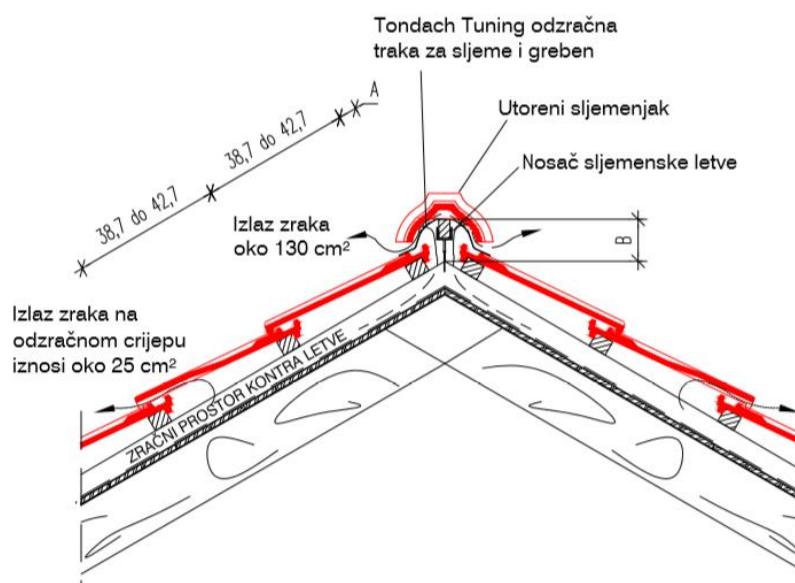 Tondach Tuning odzračna
traka za sljeme i greben
A
38,7 do 42,7
38,7 do 42,7
Utoreni sljemenjak
Nosač sljemenske letve
Izlaz zraka
oko 130 cm²
B
Izlaz zraka na
odzračnom crijepu
iznosi oko 25 cm²
ZRAČNI PROSTOR KONTRA LETVE